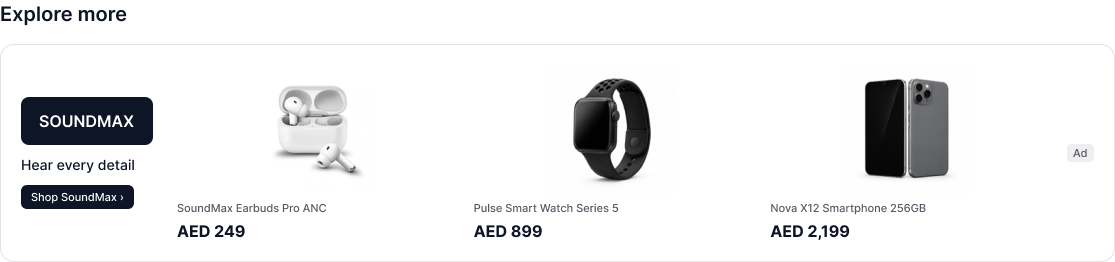 Explore more
SOUNDMAX
Hear every detail
Shop SoundMax ›
SoundMax Earbuds Pro ANC
AED 249
Pulse Smart Watch Series 5
AED 899
Nova X12 Smartphone 256GB
AED 2,199
Ad